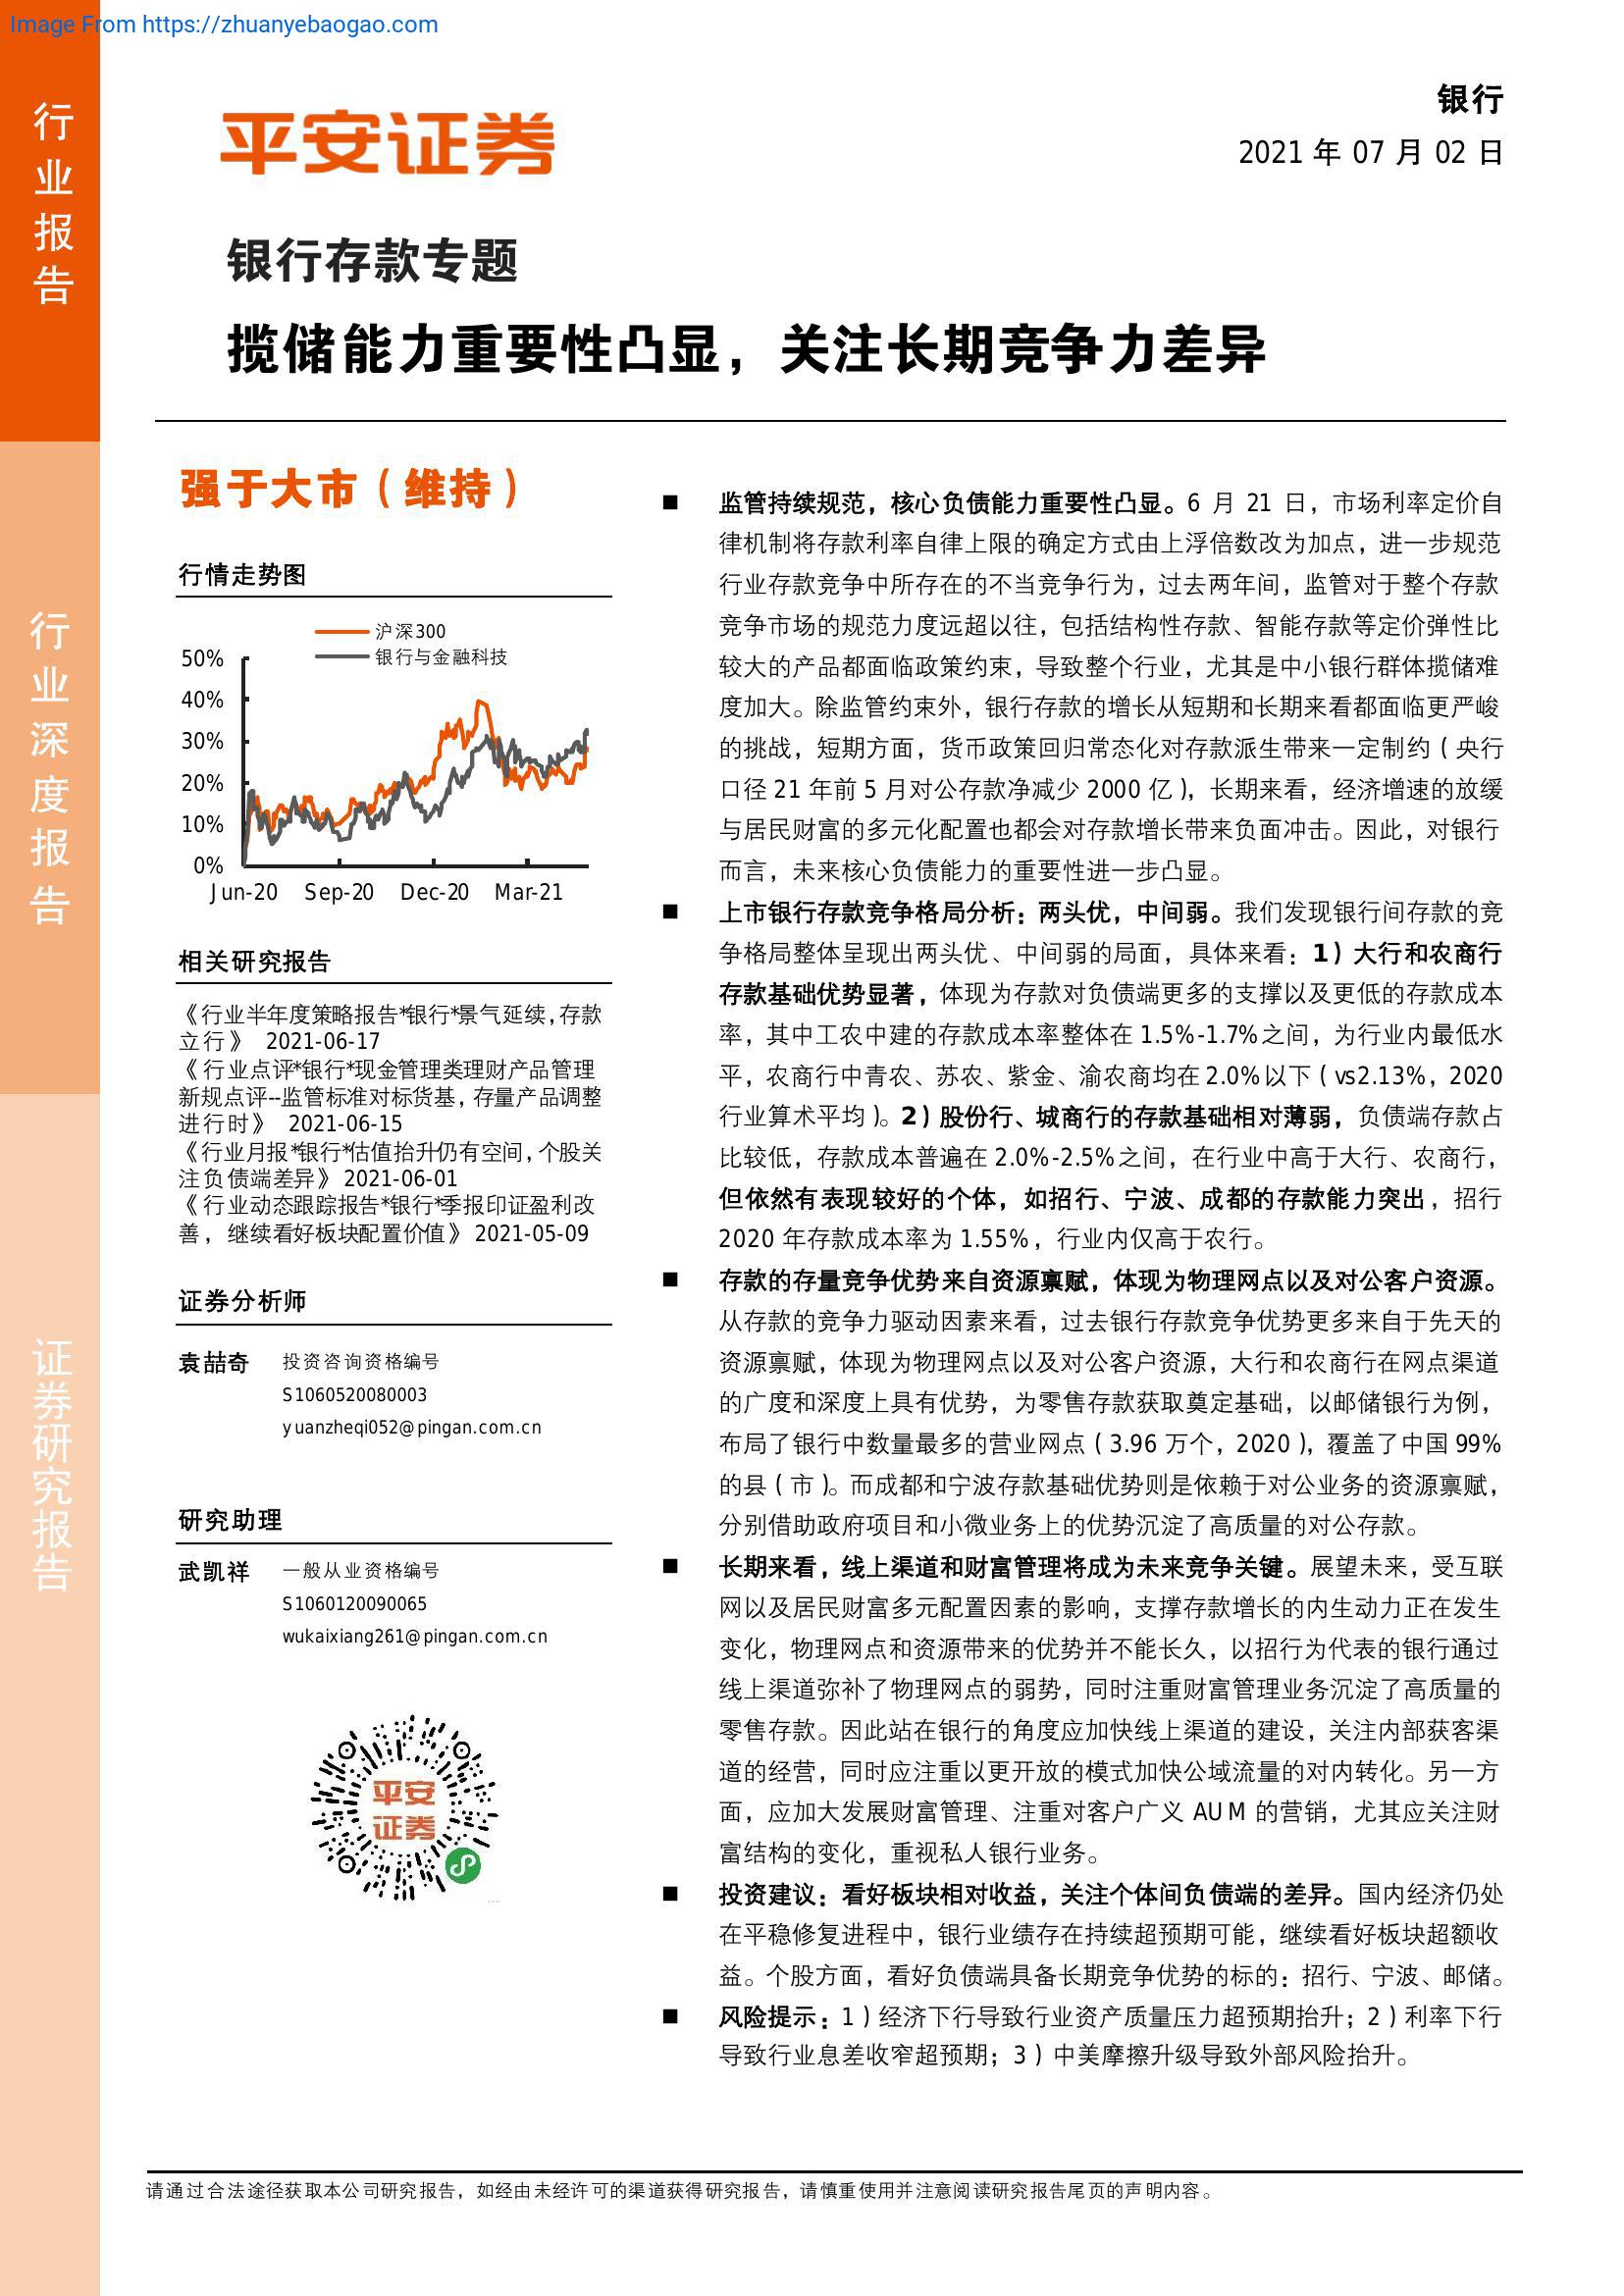 Image From https://zhuanyebaogao.com
行业报告
行业深度报告
证券研究报告
平安证券
银行
2021 年 07 月 02 日
银行存款专题
揽储能力重要性凸显，关注长期竞争力差异
强于大市（维持）
行情走势图
沪深300
银行与金融科技
50%
40%
30%
20%
10%
0%
Jun-20 Sep-20 Dec-20 Mar-21
相关研究报告
《行业半年度策略报告*银行*景气延续,存款
立行》 2021-06-17
《行业点评*银行*现金管理类理财产品管理
新规点评--监管标准对标货基，存量产品调整
进行时》 2021-06-15
《行业月报*银行*估值抬升仍有空间,个股关
注负债端差异》2021-06-01
《行业动态跟踪报告*银行*季报印证盈利改
善，继续看好板块配置价值》2021-05-09
证券分析师
袁喆奇 投资咨询资格编号
S1060520080003
yuanzheqi052@pingan.com.cn
研究助理
武凯祥 一般从业资格编号
S1060120090065
wukaixiang261@pingan.com.cn
平安
证券
■ 监管持续规范，核心负债能力重要性凸显。6 月 21 日，市场利率定价自
律机制将存款利率自律上限的确定方式由上浮倍数改为加点，进一步规范
行业存款竞争中所存在的不当竞争行为，过去两年间，监管对于整个存款
竞争市场的规范力度远超以往，包括结构性存款、智能存款等定价弹性比
较大的产品都面临政策约束，导致整个行业，尤其是中小银行群体揽储难
度加大。除监管约束外，银行存款的增长从短期和长期来看都面临更严峻
的挑战，短期方面，货币政策回归常态化对存款派生带来一定制约（央行
口径 21 年前 5 月对公存款净减少 2000 亿），长期来看，经济增速的放缓
与居民财富的多元化配置也都会对存款增长带来负面冲击。因此，对银行
而言，未来核心负债能力的重要性进一步凸显。
■ 上市银行存款竞争格局分析：两头优，中间弱。我们发现银行间存款的竞
争格局整体呈现出两头优、中间弱的局面，具体来看：1）大行和农商行
存款基础优势显著，体现为存款对负债端更多的支撑以及更低的存款成本
率，其中工农中建的存款成本率整体在 1.5%-1.7%之间，为行业内最低水
平，农商行中青农、苏农、紫金、渝农商均在 2.0%以下（vs2.13%，2020
行业算术平均）。2）股份行、城商行的存款基础相对薄弱，负债端存款占
比较低，存款成本普遍在 2.0%-2.5%之间，在行业中高于大行、农商行，
但依然有表现较好的个体，如招行、宁波、成都的存款能力突出，招行
2020 年存款成本率为 1.55%，行业内仅高于农行。
■ 存款的存量竞争优势来自资源禀赋，体现为物理网点以及对公客户资源。
从存款的竞争力驱动因素来看，过去银行存款竞争优势更多来自于先天的
资源禀赋，体现为物理网点以及对公客户资源，大行和农商行在网点渠道
的广度和深度上具有优势，为零售存款获取奠定基础，以邮储银行为例，
布局了银行中数量最多的营业网点（3.96 万个，2020），覆盖了中国 99%
的县（市）。而成都和宁波存款基础优势则是依赖于对公业务的资源禀赋，
分别借助政府项目和小微业务上的优势沉淀了高质量的对公存款。
■ 长期来看，线上渠道和财富管理将成为未来竞争关键。展望未来，受互联
网以及居民财富多元配置因素的影响，支撑存款增长的内生动力正在发生
变化，物理网点和资源带来的优势并不能长久，以招行为代表的银行通过
线上渠道弥补了物理网点的弱势，同时注重财富管理业务沉淀了高质量的
零售存款。因此站在银行的角度应加快线上渠道的建设，关注内部获客渠
道的经营，同时应注重以更开放的模式加快公域流量的对内转化。另一方
面，应加大发展财富管理、注重对客户广义 AUM 的营销，尤其应关注财
富结构的变化，重视私人银行业务。
■ 投资建议：看好板块相对收益，关注个体间负债端的差异。国内经济仍处
在平稳修复进程中，银行业绩存在持续超预期可能，继续看好板块超额收
益。个股方面，看好负债端具备长期竞争优势的标的：招行、宁波、邮储。
■ 风险提示：1）经济下行导致行业资产质量压力超预期抬升；2）利率下行
导致行业息差收窄超预期；3）中美摩擦升级导致外部风险抬升。
请通过合法途径获取本公司研究报告，如经由未经许可的渠道获得研究报告，请慎重使用并注意阅读研究报告尾页的声明内容。